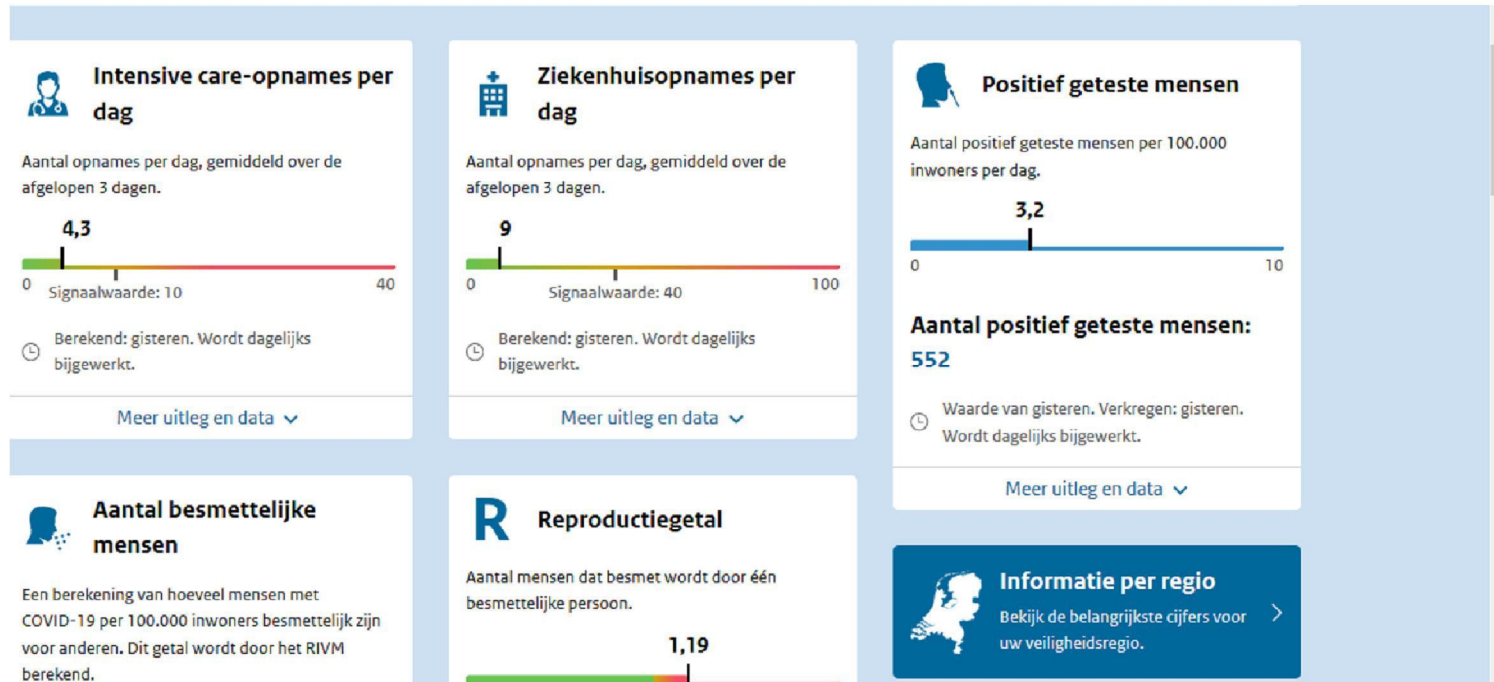 Intensive care-opnames per
dag
Aantal opnames per dag, gemiddeld over de
afgelopen 3 dagen.
4,3
0
40
Signaalwaarde: 10
Berekend: gisteren. Wordt dagelijks
bijgewerkt.
Meer uitleg en data
Ziekenhuisopnames per
dag
Aantal opnames per dag, gemiddeld over de
afgelopen 3 dagen.
9
0
100
Signaalwaarde: 40
Berekend: gisteren. Wordt dagelijks
bijgewerkt.
Meer uitleg en data
Positief geteste mensen
Aantal positief geteste mensen per 100.000
inwoners per dag.
3,2
0
10
Aantal positief geteste mensen:
552
Waarde van gisteren. Verkregen: gisteren.
Wordt dagelijks bijgewerkt.
Meer uitleg en data
Aantal besmettelijke
mensen
Een berekening van hoeveel mensen met
COVID-19 per 100.000 inwoners besmettelijk zijn
voor anderen. Dit getal wordt door het RIVM
berekend.
R
Reproductiegetal
Aantal mensen dat besmet wordt door één
besmettelijke persoon.
1,19
Informatie per regio
Bekijk de belangrijkste cijfers voor
uw veiligheidsregio.